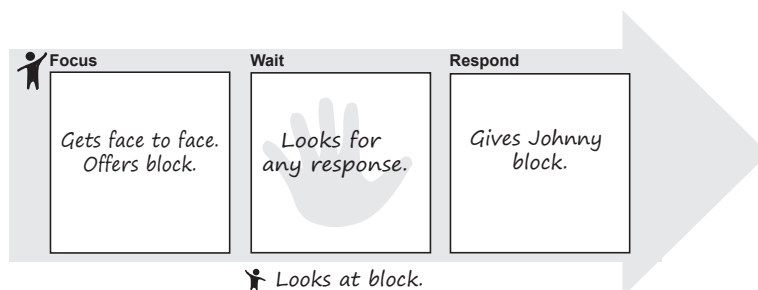 Focus
Wait
Respond
Gets face to face.
Offers block.
Looks for
any response.
Gives Johnny
block.
Looks at block.